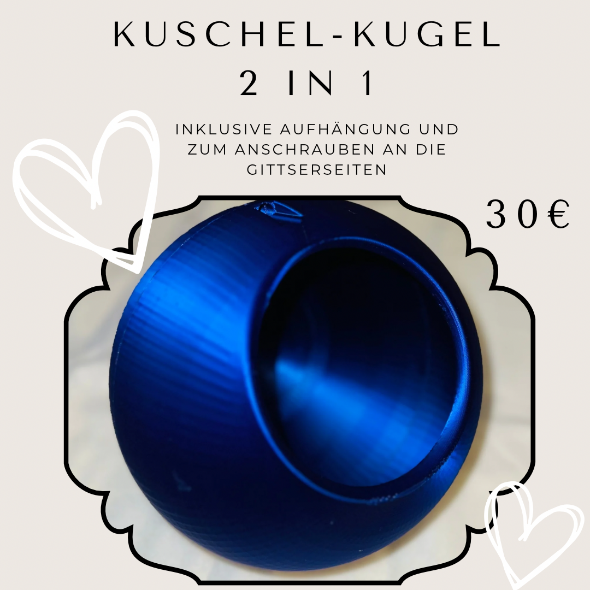 KUSCHEL-KUGEL
2 IN 1
INKLUSIVE AUFHÄNGUNG UND
ZUM ANSCHRAUBEN AN DIE
GITTSERSEITEN
30€